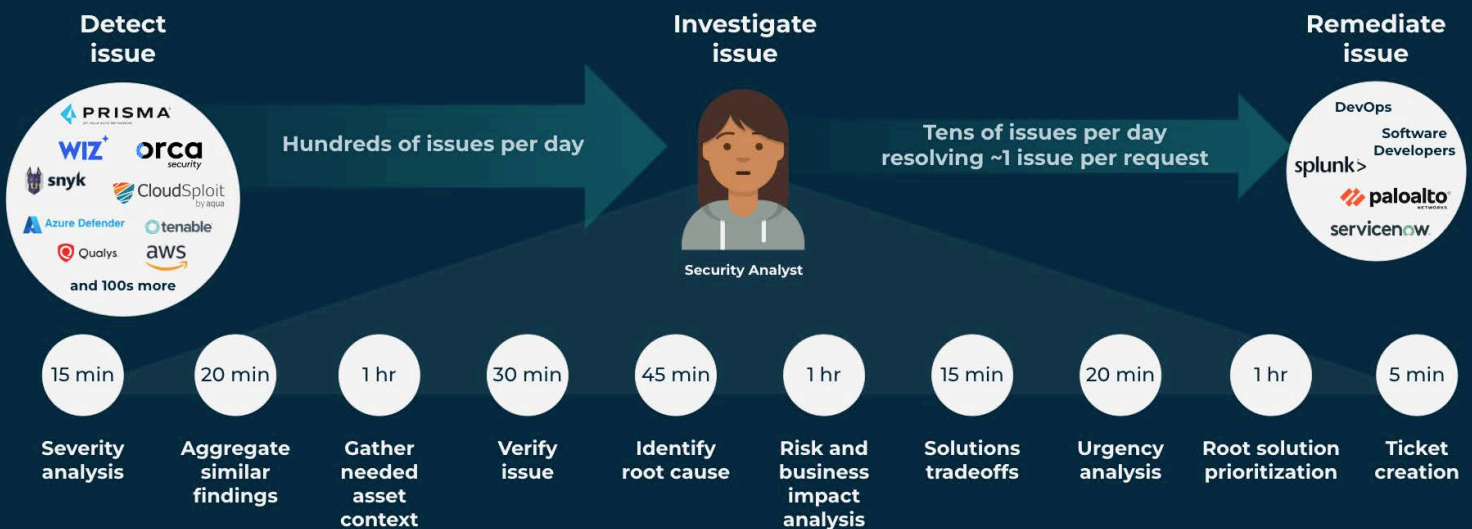 Detect
issue
Investigate
issue
Remediate
issue
PRISMA
WIZ
orca
security
snyk
CloudSploit
by aqua
Azure Defender
tenable
Qualys
aws
and 100s more
Hundreds of issues per day
Security Analyst
Tens of issues per day
resolving ~1 issue per request
DevOps
Software
Developers
splunk>
paloalto
NETWORKS
servicenow
15 min
20 min
1 hr
30 min
45 min
1 hr
15 min
20 min
1 hr
5 min
Severity
analysis
Aggregate
similar
findings
Gather
needed
asset
context
Verify
issue
Identify
root cause
Risk and
business
impact
analysis
Solutions
tradeoffs
Urgency
analysis
Root solution
prioritization
Ticket
creation